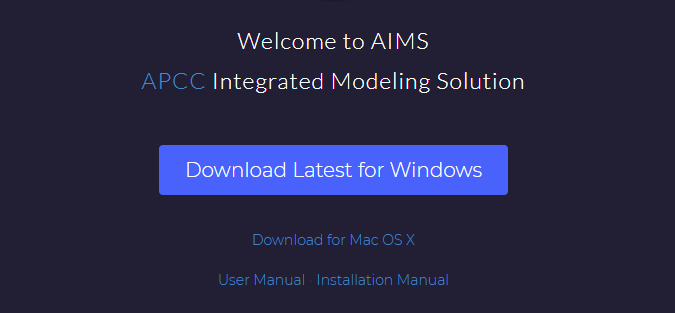 Welcome to AIMS
APCC Integrated Modeling Solution
Download Latest for Windows
Download for Mac OS X
User Manual · Installation Manual